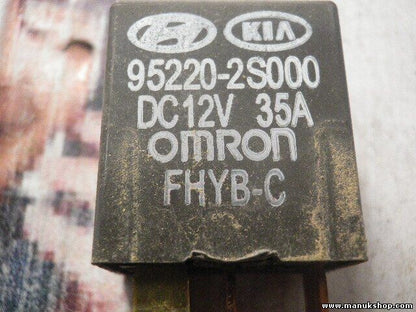 KIA
95220-2S000
DC12V 35A
omron
FHYB-C
www.manukshop.com